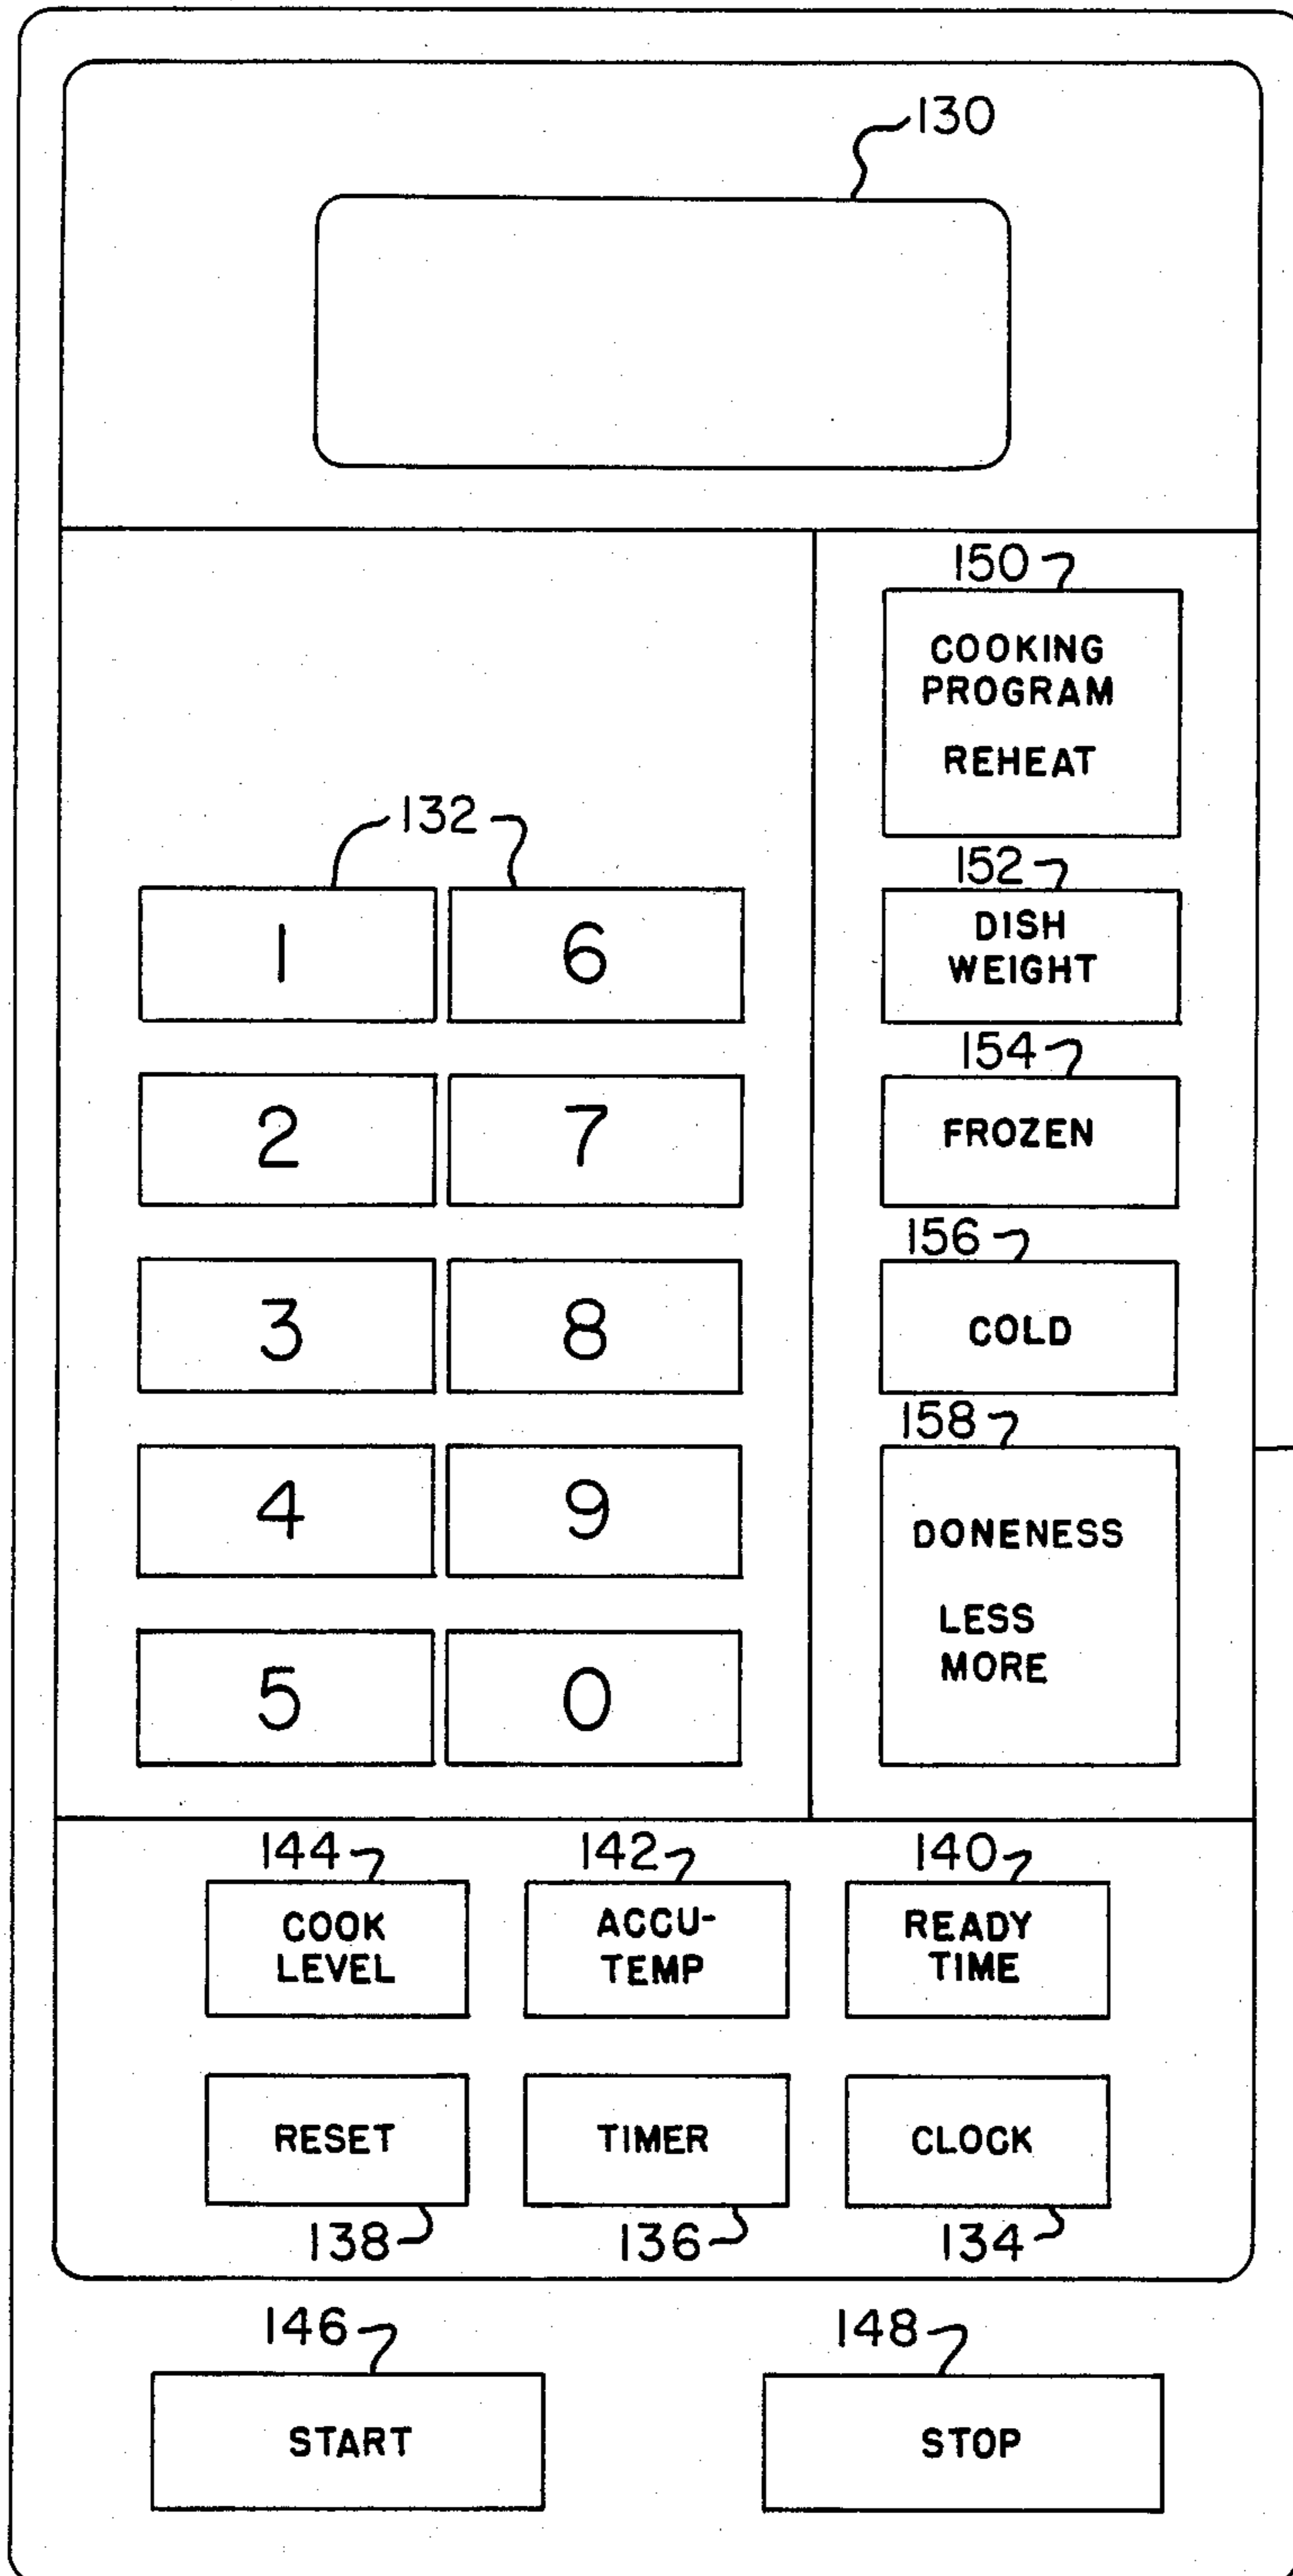 130
150
COOKING
PROGRAM
REHEAT
132
152
1 6
DISH
WEIGHT
154
2 7
FROZEN
156
3 8
COLD
158
4 9
DONENESS
LESS
MORE
5 0
144 142 140
COOK
LEVEL
ACCU-
TEMP
READY
TIME
RESET TIMER CLOCK
138 136 134
146 148
START STOP